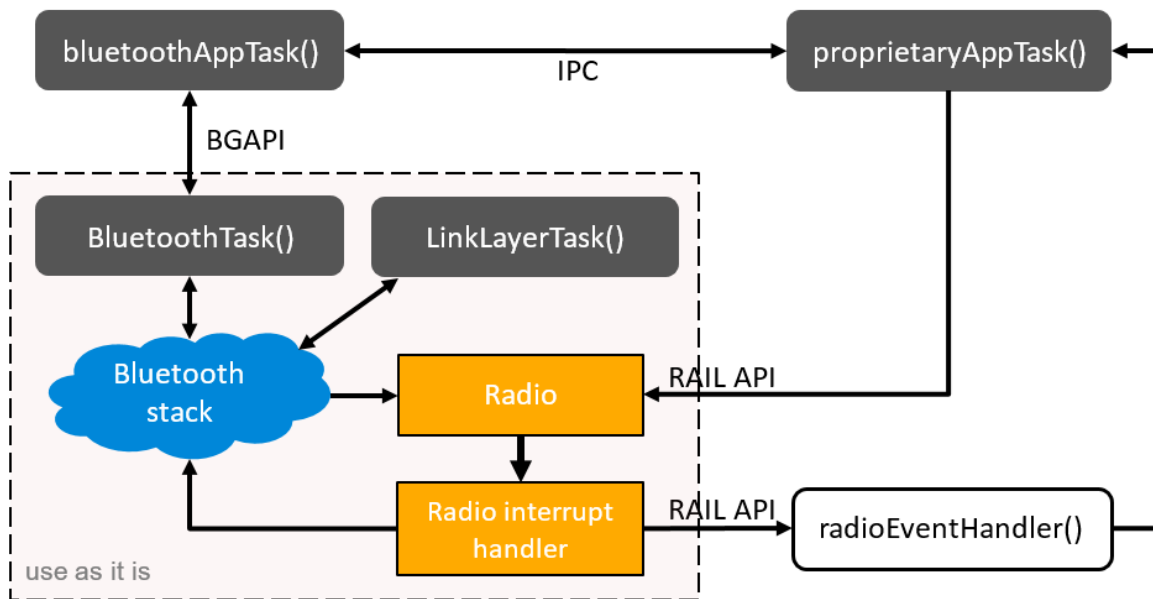 bluetoothAppTask()
IPC
proprietaryAppTask()
BGAPI
BluetoothTask()
LinkLayerTask()
Bluetooth
stack
Radio
RAIL API
Radio interrupt
handler
RAIL API
radioEventHandler()
use as it is